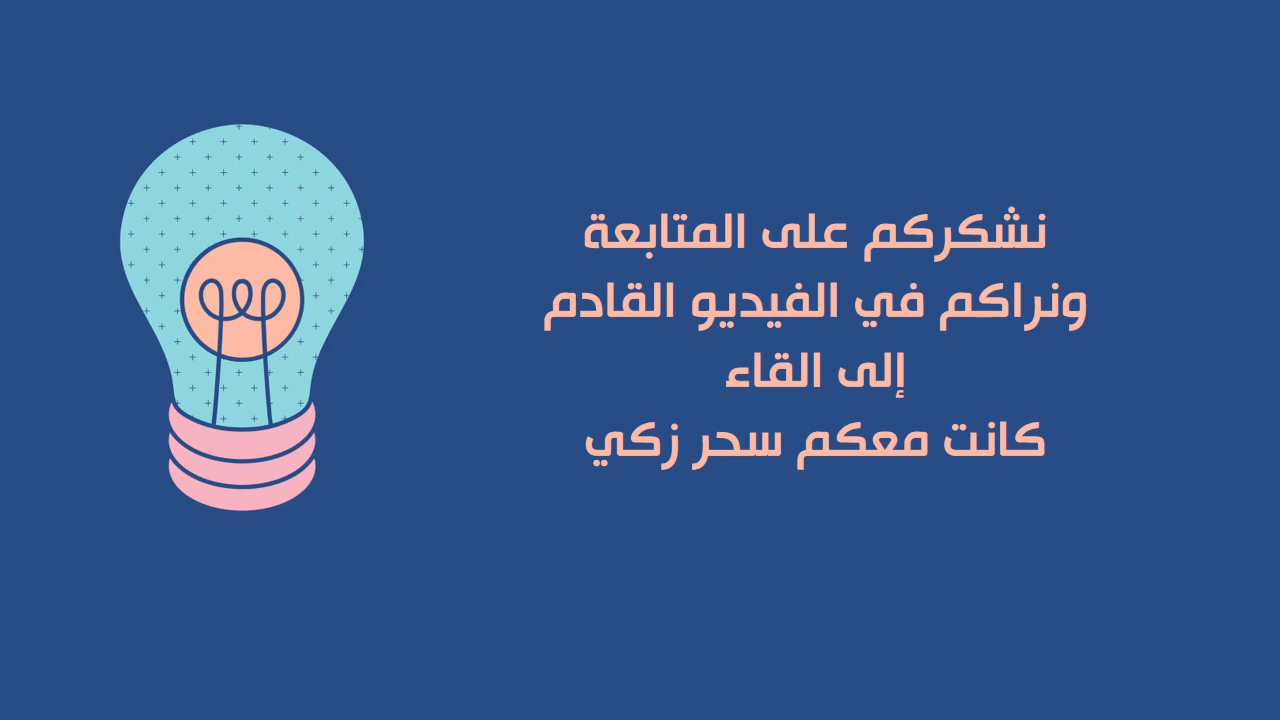 نشكركم على المتابعة
ونراكم في الفيديو القادم
إلى القاء
كانت معكم سحر زكي